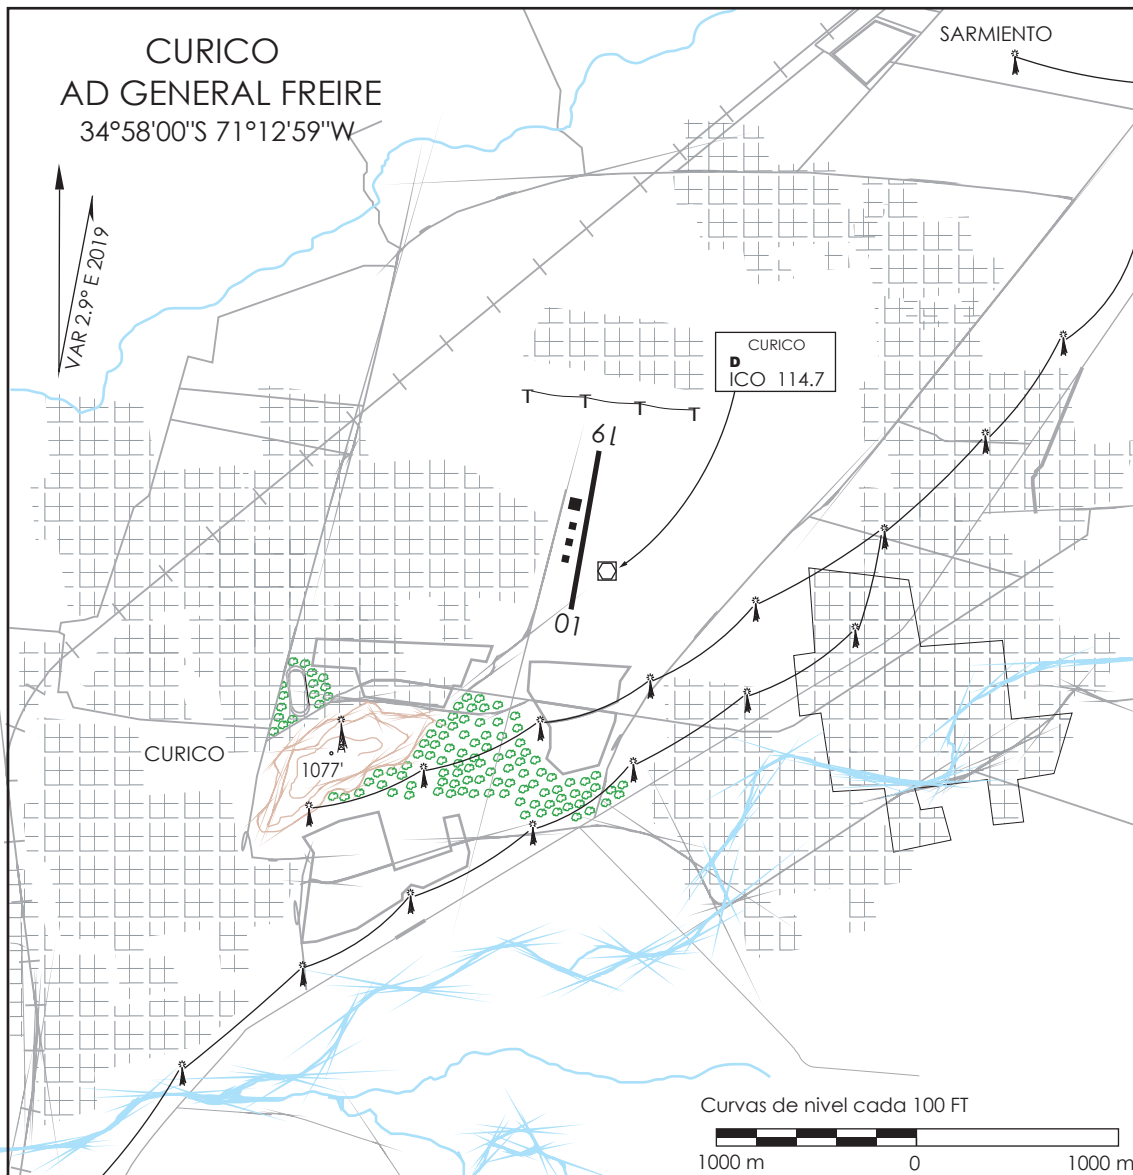 CURICO
AD GENERAL FREIRE
34°58'00"S 71°12'59"W
SARMIENTO
VAR 2.9° E 2019
CURICO
D
ICO 114.7
T T T T
19
01
CURICO
1077'
Curvas de nivel cada 100 FT
1000 m 0 1000 m